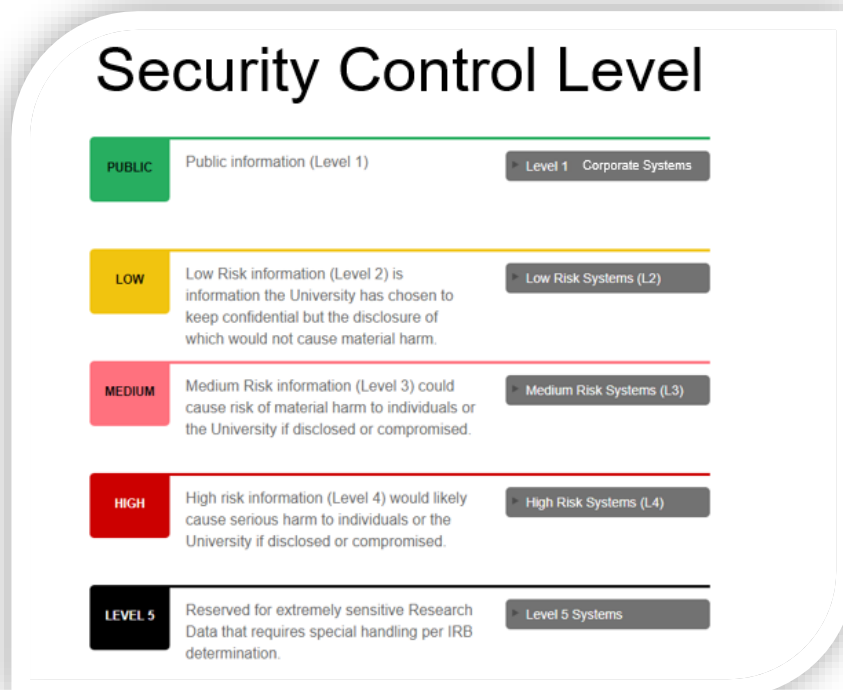 Security Control Level
PUBLIC
Public information (Level 1)
Level 1 Corporate Systems
LOW
Low Risk information (Level 2) is
information the University has chosen to
keep confidential but the disclosure of
which would not cause material harm.
Low Risk Systems (L2)
MEDIUM
Medium Risk information (Level 3) could
cause risk of material harm to individuals or
the University if disclosed or compromised.
Medium Risk Systems (L3)
HIGH
High risk information (Level 4) would likely
cause serious harm to individuals or the
University if disclosed or compromised.
High Risk Systems (L4)
LEVEL 5
Reserved for extremely sensitive Research
Data that requires special handling per IRB
determination.
Level 5 Systems